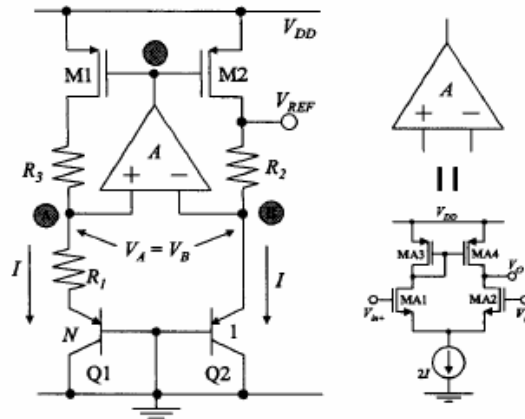 V_DD
M1
M2
V_REF
A
+
−
R_3
R_2
A
B
V_A = V_B
I
I
R_1
N
1
Q1
Q2
A
+
−
V_DD
MA3
MA4
V_O
MA1
MA2
V_in+
2I